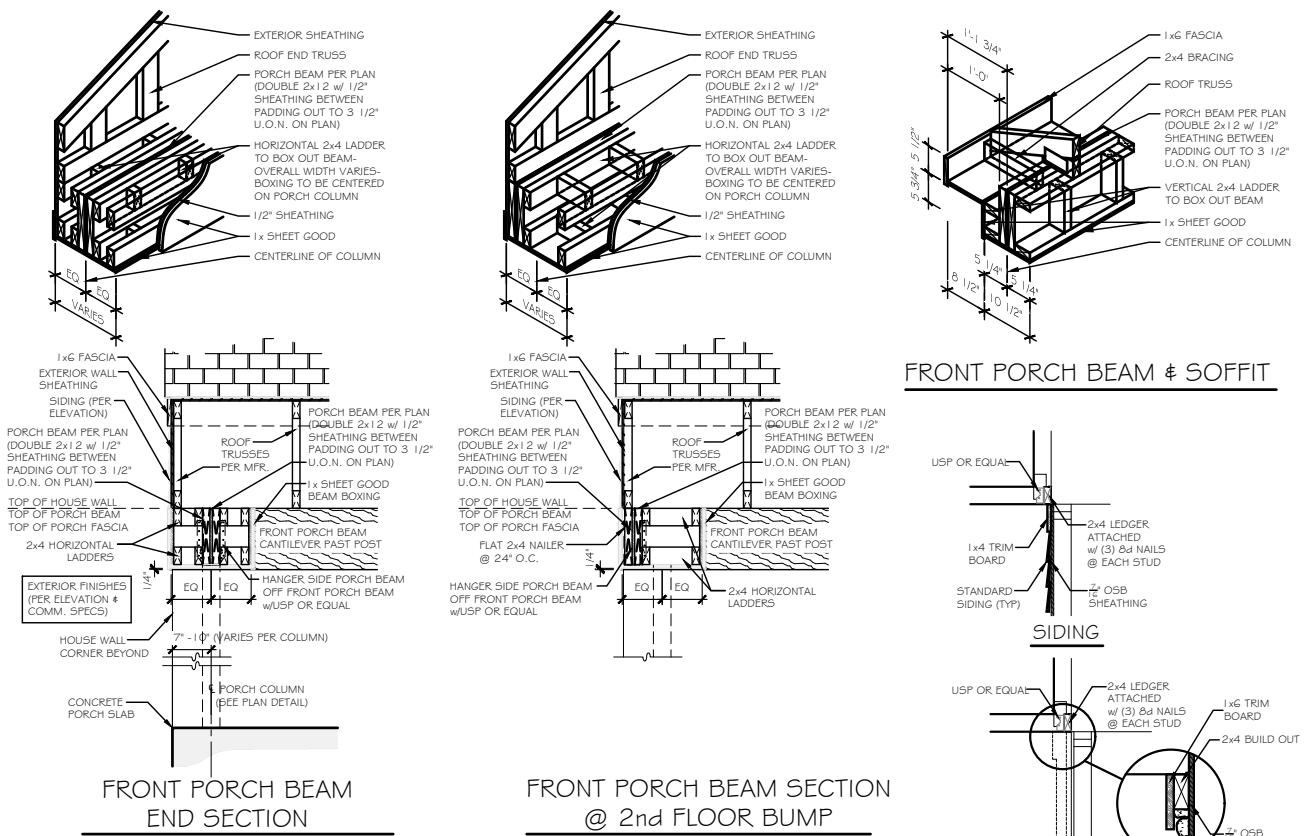 EXTERIOR SHEATHING
ROOF END TRUSS
PORCH BEAM PER PLAN
(DOUBLE 2x12 w/ 1/2"
SHEATHING BETWEEN
PADDING OUT TO 3 1/2"
U.O.N. ON PLAN)
HORIZONTAL 2x4 LADDER
TO BOX OUT BEAM-
OVERALL WIDTH VARIES-
BOXING TO BE CENTERED
ON PORCH COLUMN
1/2" SHEATHING
1x SHEET GOOD
CENTERLINE OF COLUMN
EQ
EQ
VARIES
EXTERIOR SHEATHING
ROOF END TRUSS
PORCH BEAM PER PLAN
(DOUBLE 2x12 w/ 1/2"
SHEATHING BETWEEN
PADDING OUT TO 3 1/2"
U.O.N. ON PLAN)
HORIZONTAL 2x4 LADDER
TO BOX OUT BEAM-
OVERALL WIDTH VARIES-
BOXING TO BE CENTERED
ON PORCH COLUMN
1/2" SHEATHING
1x SHEET GOOD
CENTERLINE OF COLUMN
EQ
EQ
VARIES
1'-1 3/4"
1'-0"
5 1/2"
5 3/4"
1x6 FASCIA
2x4 BRACING
ROOF TRUSS
PORCH BEAM PER PLAN
(DOUBLE 2x12 w/ 1/2"
SHEATHING BETWEEN
PADDING OUT TO 3 1/2"
U.O.N. ON PLAN)
VERTICAL 2x4 LADDER
TO BOX OUT BEAM
1x SHEET GOOD
CENTERLINE OF COLUMN
5 1/4"
5 1/4"
8 1/2"
10 1/2"
FRONT PORCH BEAM & SOFFIT
1x6 FASCIA
EXTERIOR WALL
SHEATHING
SIDING (PER
ELEVATION)
PORCH BEAM PER PLAN
(DOUBLE 2x12 w/ 1/2"
SHEATHING BETWEEN
PADDING OUT TO 3 1/2"
U.O.N. ON PLAN)
TOP OF HOUSE WALL
TOP OF PORCH BEAM
TOP OF PORCH FASCIA
2x4 HORIZONTAL
LADDERS
EXTERIOR FINISHES
(PER ELEVATION &
COMM. SPECS)
1/4"
HOUSE WALL
CORNER BEYOND
CONCRETE
PORCH SLAB
ROOF
TRUSSES
PER MFR.
PORCH BEAM PER PLAN
(DOUBLE 2x12 w/ 1/2"
SHEATHING BETWEEN
PADDING OUT TO 3 1/2"
U.O.N. ON PLAN)
1x SHEET GOOD
BEAM BOXING
FRONT PORCH BEAM
CANTILEVER PAST POST
HANGER SIDE PORCH BEAM
OFF FRONT PORCH BEAM
w/USP OR EQUAL
EQ
EQ
7" -10" (VARIES PER COLUMN)
℄ PORCH COLUMN
(SEE PLAN DETAIL)
FRONT PORCH BEAM
END SECTION
1x6 FASCIA
EXTERIOR WALL
SHEATHING
SIDING (PER
ELEVATION)
PORCH BEAM PER PLAN
(DOUBLE 2x12 w/ 1/2"
SHEATHING BETWEEN
PADDING OUT TO 3 1/2"
U.O.N. ON PLAN)
TOP OF HOUSE WALL
TOP OF PORCH BEAM
TOP OF PORCH FASCIA
FLAT 2x4 NAILER
@ 24" O.C.
1/4"
HANGER SIDE PORCH BEAM
OFF FRONT PORCH BEAM
w/USP OR EQUAL
ROOF
TRUSSES
PER MFR.
PORCH BEAM PER PLAN
(DOUBLE 2x12 w/ 1/2"
SHEATHING BETWEEN
PADDING OUT TO 3 1/2"
U.O.N. ON PLAN)
1x SHEET GOOD
BEAM BOXING
FRONT PORCH BEAM
CANTILEVER PAST POST
EQ
EQ
2x4 HORIZONTAL
LADDERS
FRONT PORCH BEAM SECTION
@ 2nd FLOOR BUMP
USP OR EQUAL
2x4 LEDGER
ATTACHED
w/ (3) 8d NAILS
@ EACH STUD
1x4 TRIM
BOARD
STANDARD
SIDING (TYP)
7/16" OSB
SHEATHING
SIDING
USP OR EQUAL
2x4 LEDGER
ATTACHED
w/ (3) 8d NAILS
@ EACH STUD
1x6 TRIM
BOARD
2x4 BUILD OUT
OSB